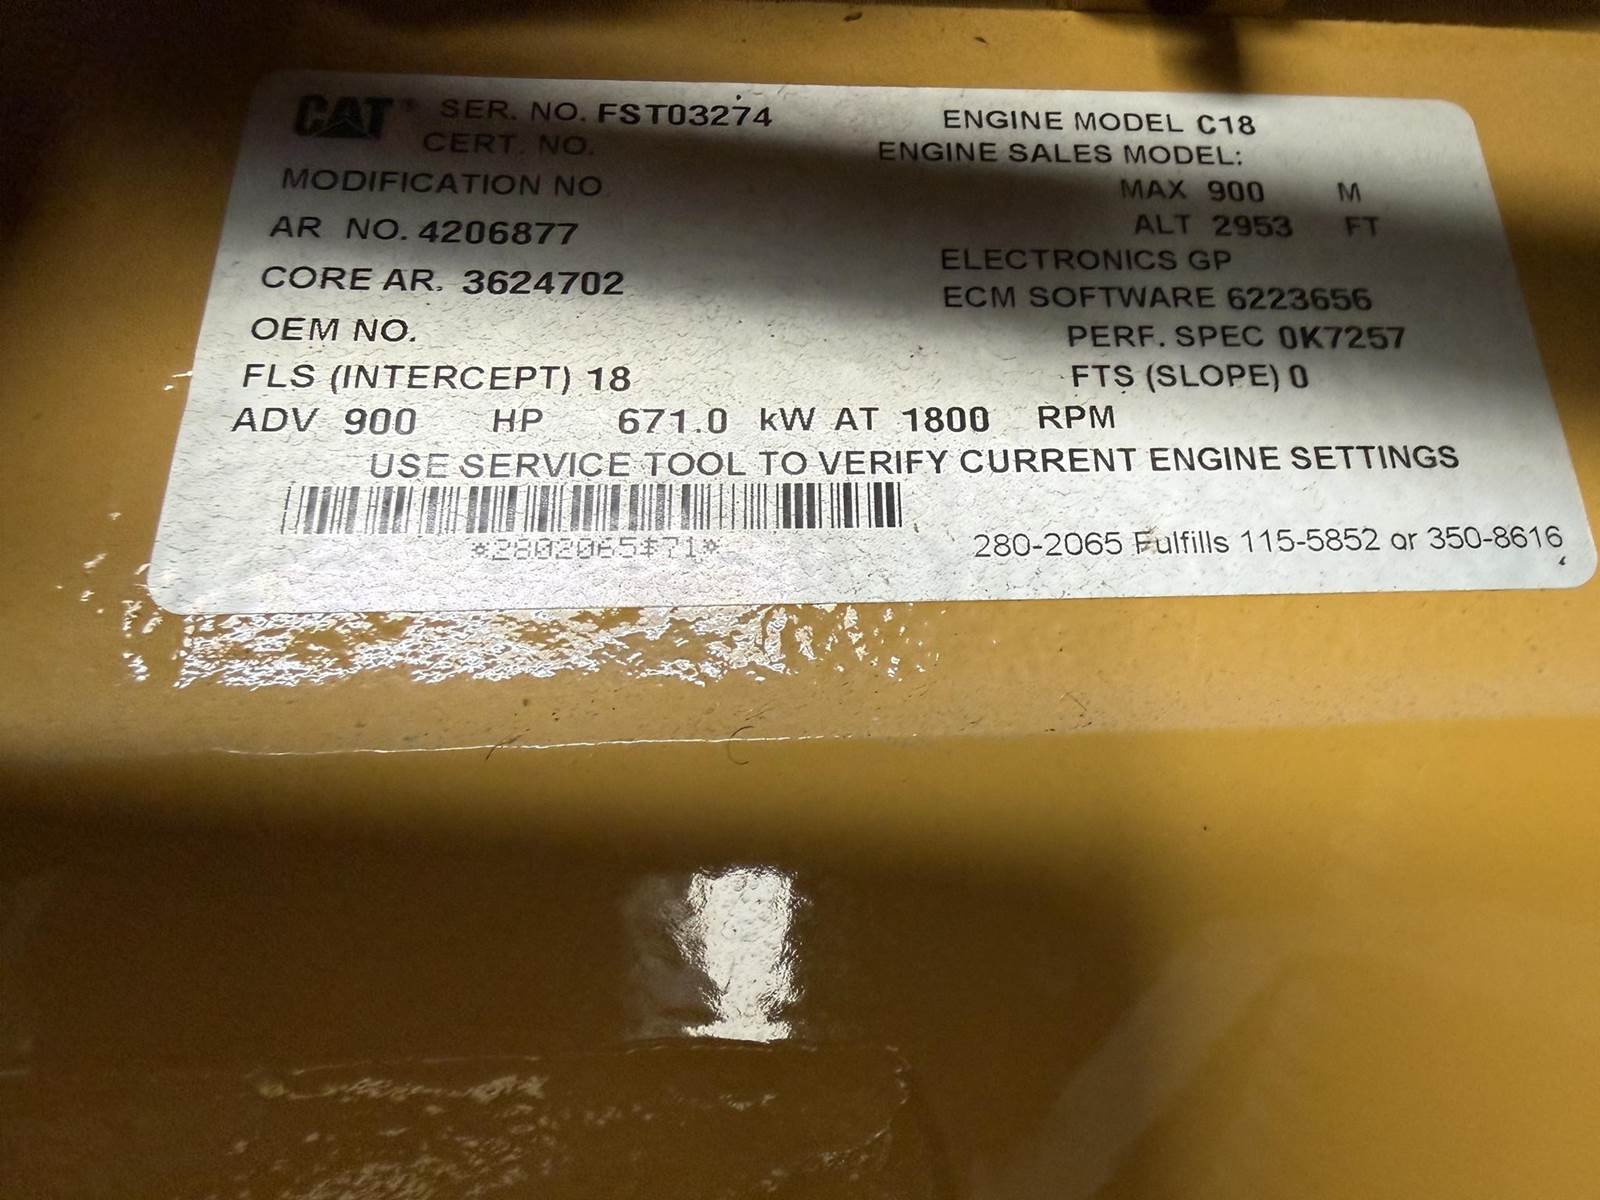 CAT® SER. NO. FST03274 ENGINE MODEL C18
CERT. NO. ENGINE SALES MODEL:
MODIFICATION NO MAX 900 M
AR NO. 4206877 ALT 2953 FT
CORE AR. 3624702 ELECTRONICS GP
ECM SOFTWARE 6223656
OEM NO. PERF. SPEC 0K7257
FLS (INTERCEPT) 18 FTS (SLOPE) 0
ADV 900 HP 671.0 kW AT 1800 RPM
USE SERVICE TOOL TO VERIFY CURRENT ENGINE SETTINGS
*2802065$71*
280-2065 Fulfills 115-5852 or 350-8616